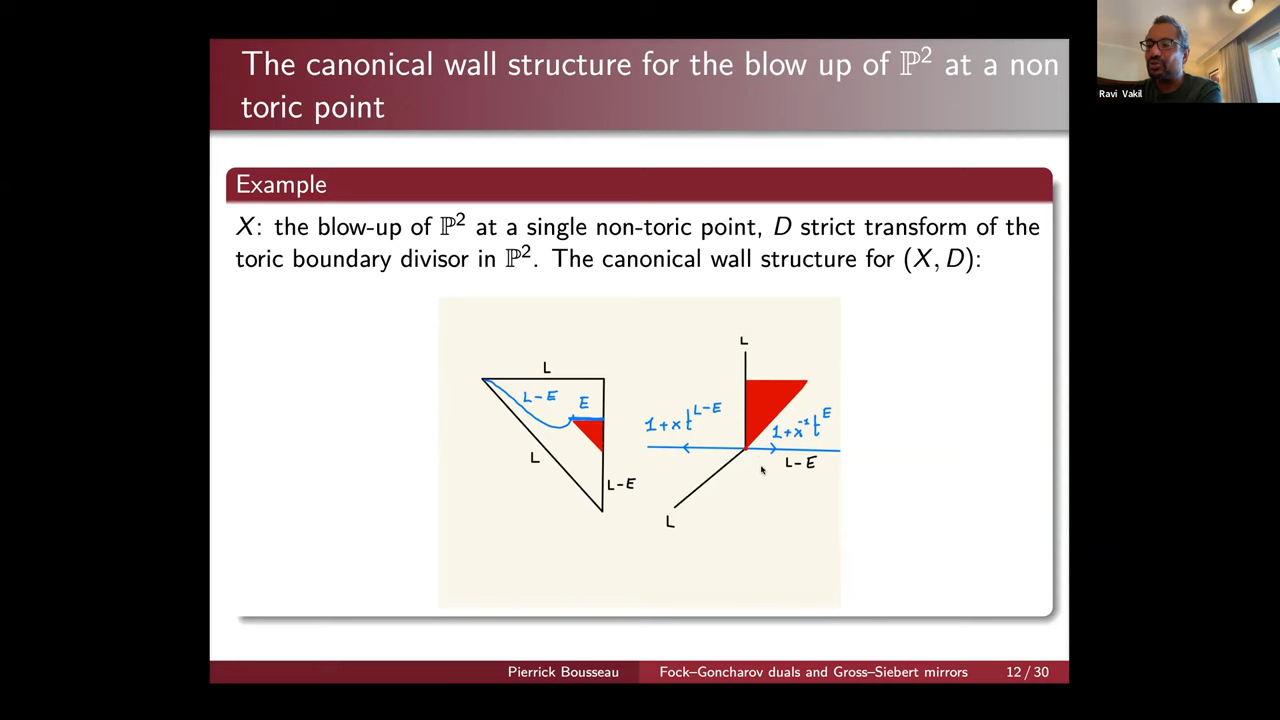 The canonical wall structure for the blow up of ℙ² at a non
toric point
Ravi Vakil
Example
X: the blow-up of ℙ² at a single non-toric point, D strict transform of the
toric boundary divisor in ℙ². The canonical wall structure for (X, D):
L
L-E
E
L
L-E
L
1+xt^{L-E}
1+x^{-1}t^{E}
L-E
L
Pierrick Bousseau
Fock–Goncharov duals and Gross–Siebert mirrors
12 / 30